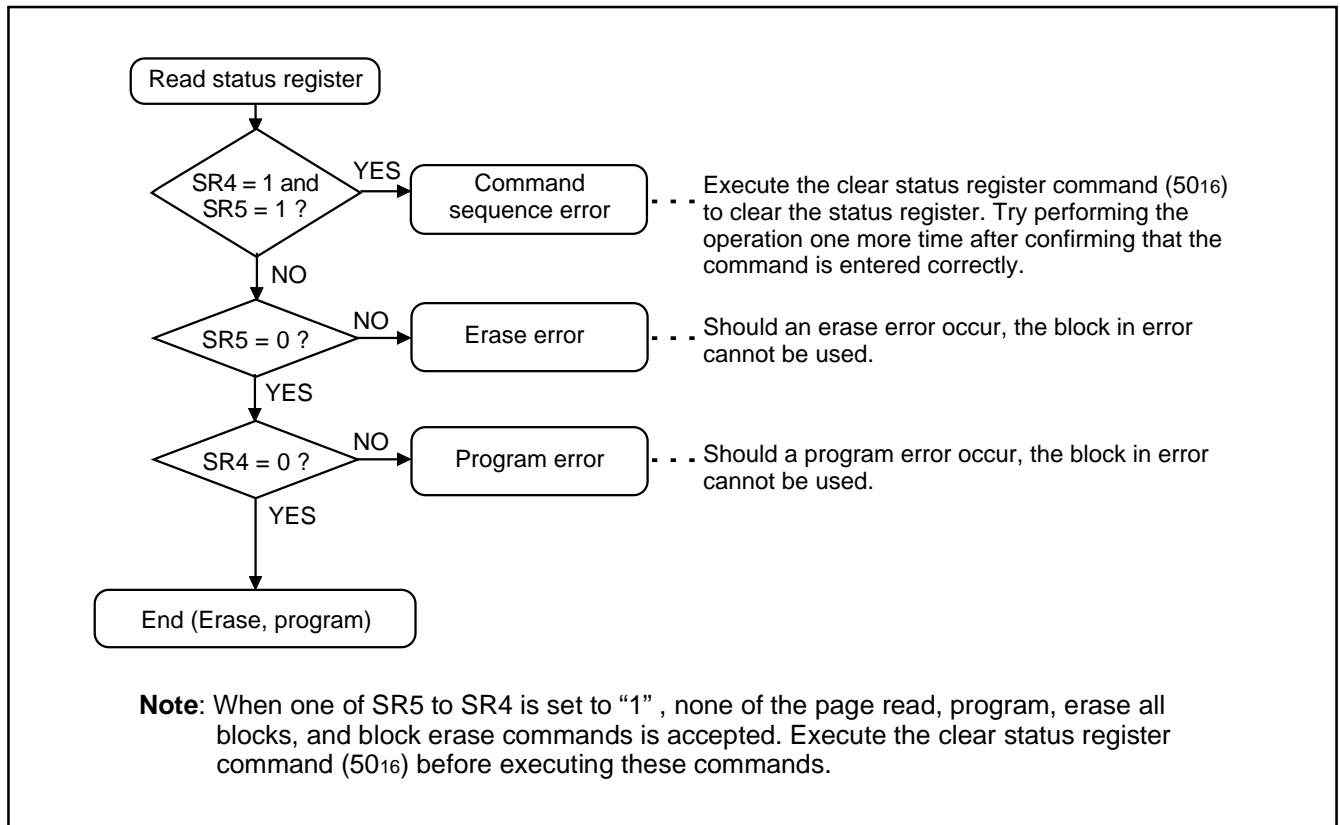 Read status register
SR4 = 1 and
SR5 = 1 ?
YES
Command
sequence error
Execute the clear status register command (5016)
to clear the status register. Try performing the
operation one more time after confirming that the
command is entered correctly.
NO
SR5 = 0 ?
NO
Erase error
Should an erase error occur, the block in error
cannot be used.
YES
SR4 = 0 ?
NO
Program error
Should a program error occur, the block in error
cannot be used.
YES
End (Erase, program)
Note: When one of SR5 to SR4 is set to “1” , none of the page read, program, erase all
blocks, and block erase commands is accepted. Execute the clear status register
command (5016) before executing these commands.